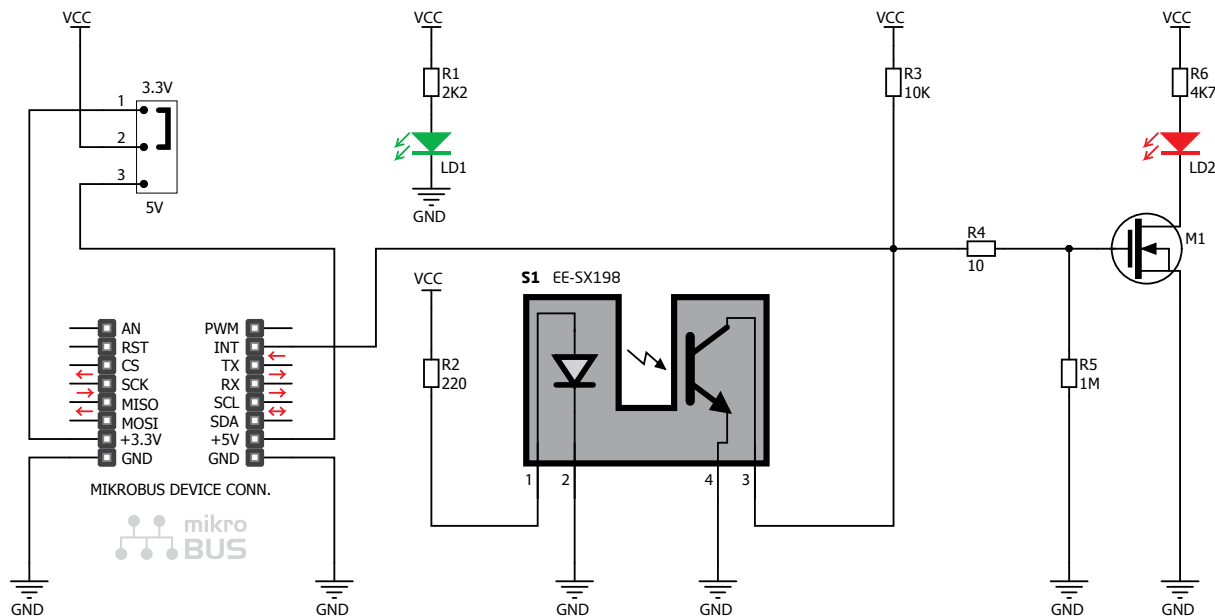 VCC
VCC
VCC
VCC
3.3V
1
2
3
5V
R1
2K2
LD1
GND
R3
10K
R6
4K7
LD2
R4
10
M1
VCC
S1 EE-SX198
R2
220
1
2
4
3
R5
1M
AN
RST
CS
SCK
MISO
MOSI
+3.3V
GND
PWM
INT
TX
RX
SCL
SDA
+5V
GND
MIKROBUS DEVICE CONN.
mikro
BUS
GND
GND
GND
GND
GND
GND